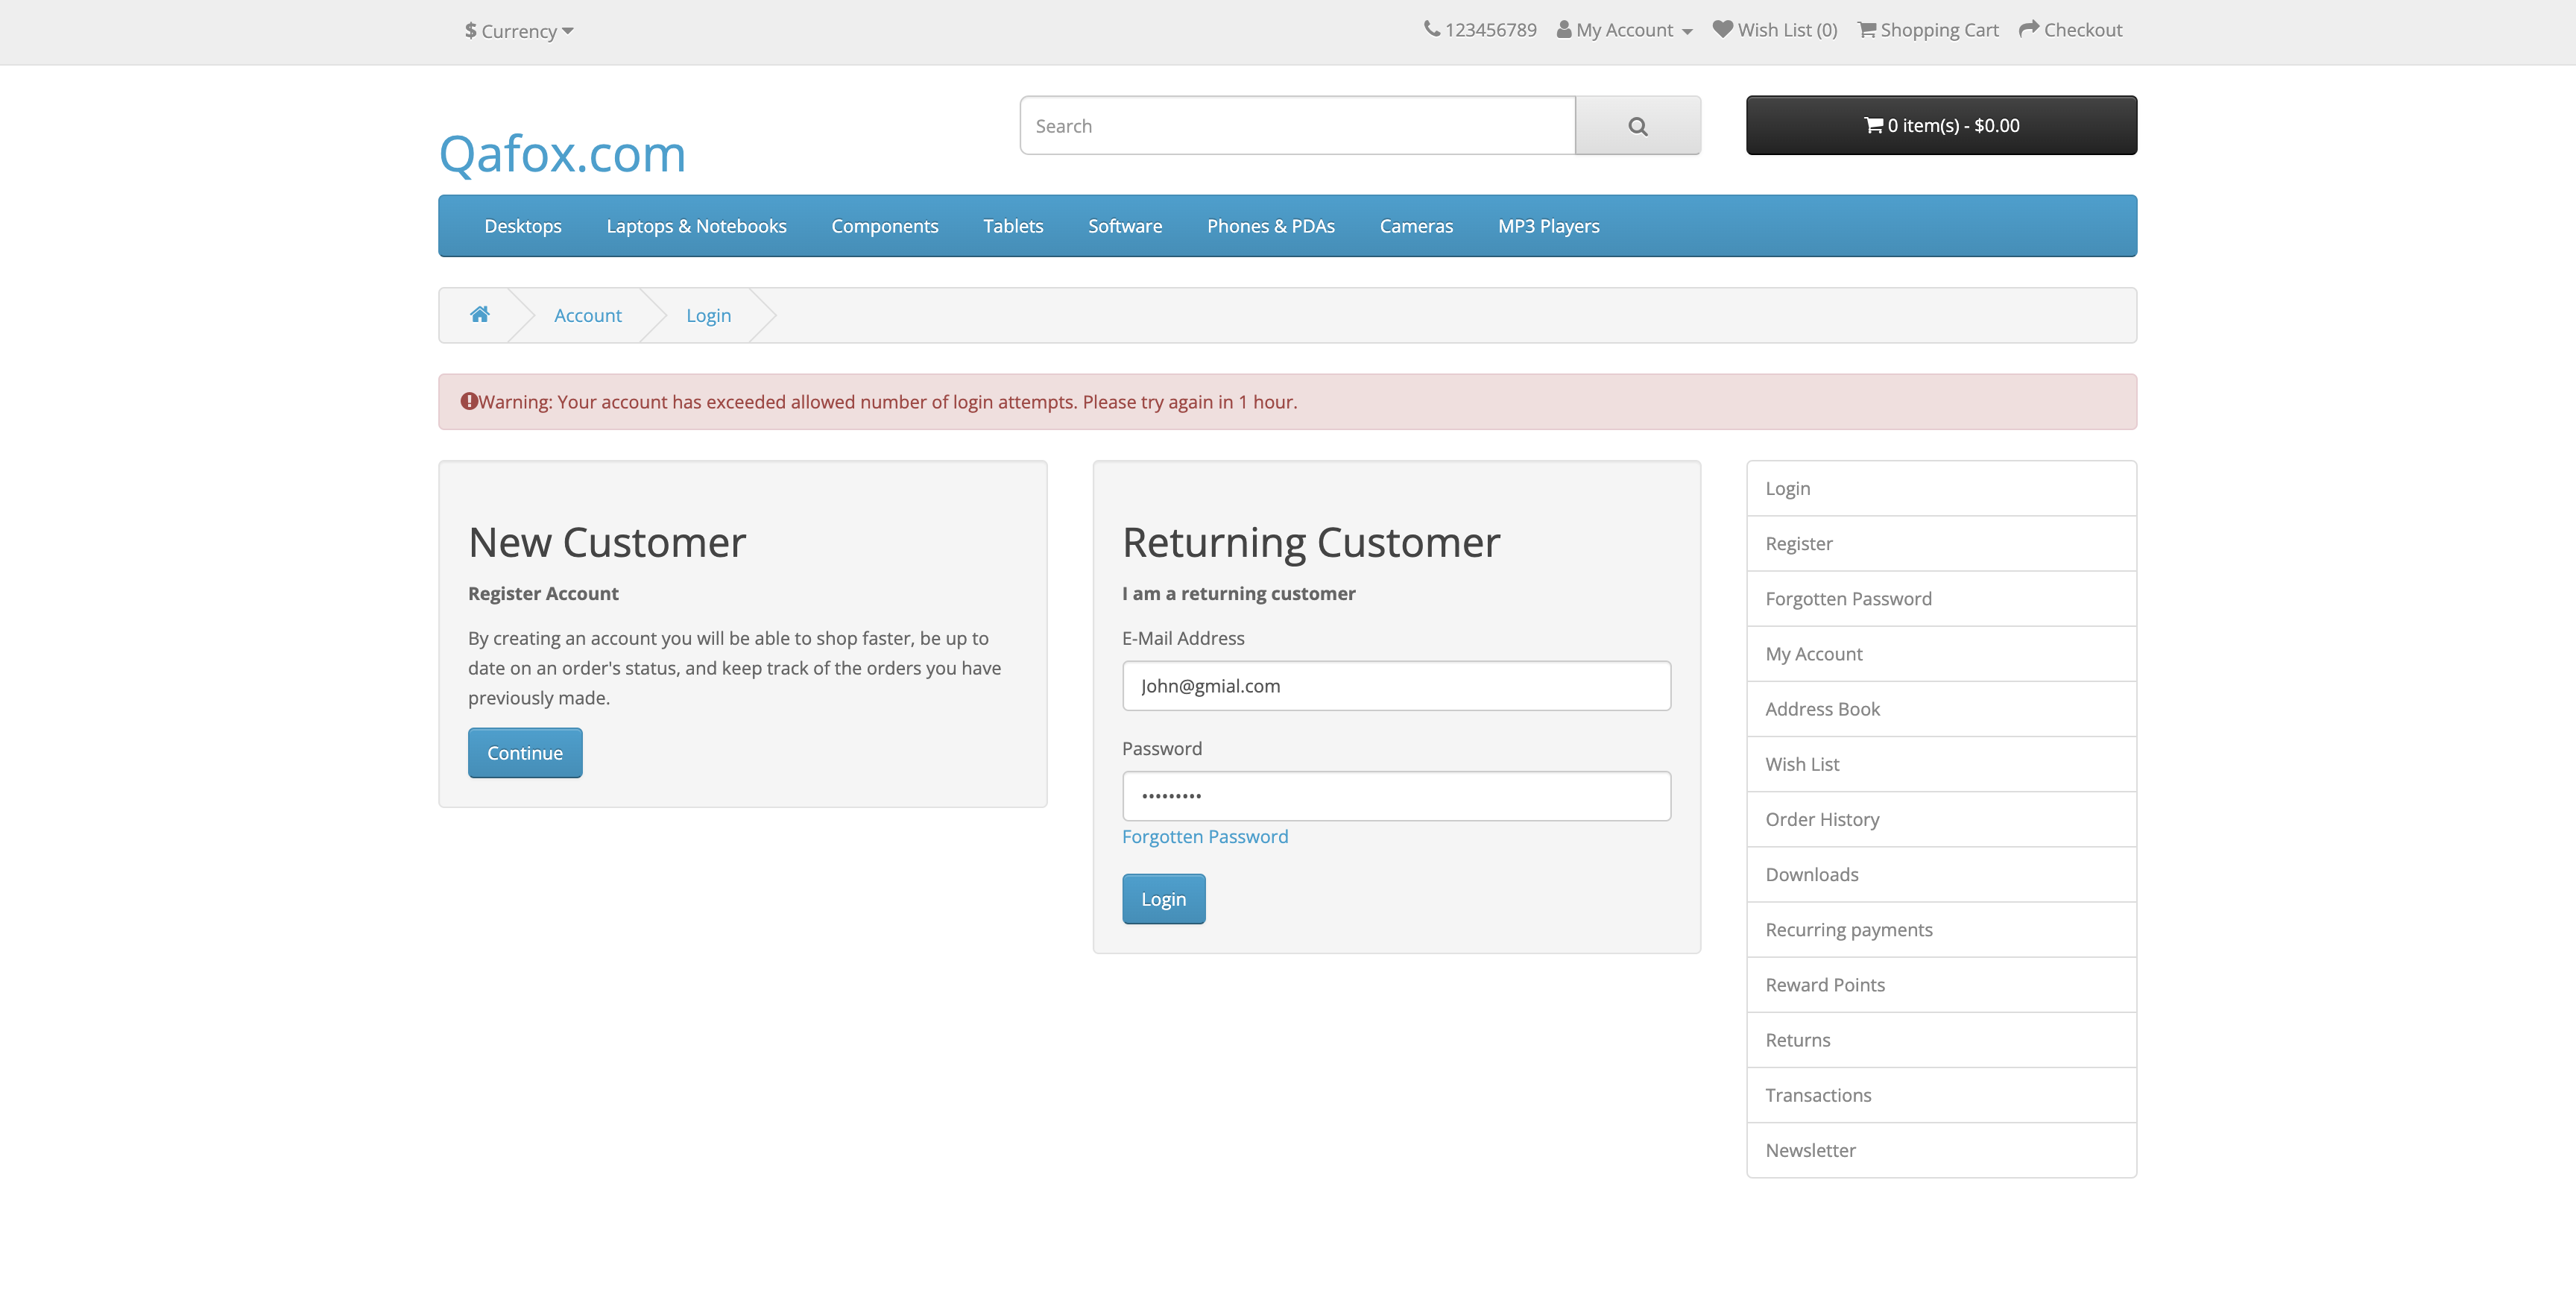 $ Currency
123456789 My Account Wish List (0) Shopping Cart Checkout
Qafox.com
Search
0 item(s) - $0.00
Desktops Laptops & Notebooks Components Tablets Software Phones & PDAs Cameras MP3 Players
Account Login
Warning: Your account has exceeded allowed number of login attempts. Please try again in 1 hour.
New Customer
Register Account
By creating an account you will be able to shop faster, be up to
date on an order's status, and keep track of the orders you have
previously made.
Continue
Returning Customer
I am a returning customer
E-Mail Address
John@gmial.com
Password
•••••••••
Forgotten Password
Login
Login
Register
Forgotten Password
My Account
Address Book
Wish List
Order History
Downloads
Recurring payments
Reward Points
Returns
Transactions
Newsletter